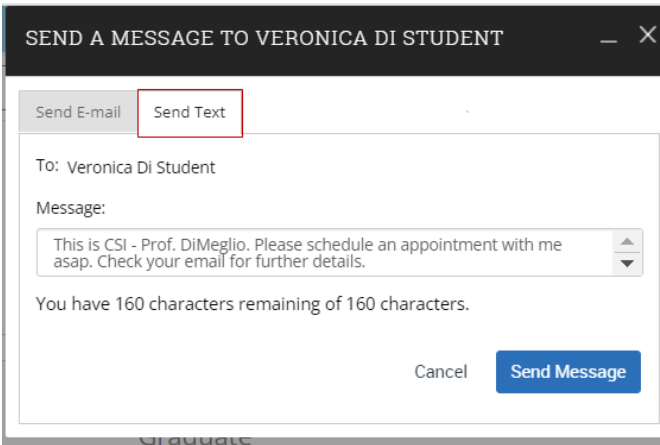 SEND A MESSAGE TO VERONICA DI STUDENT
Send E-mail
Send Text
To: Veronica Di Student
Message:
This is CSI - Prof. DiMeglio. Please schedule an appointment with me
asap. Check your email for further details.
You have 160 characters remaining of 160 characters.
Cancel
Send Message
Graduate